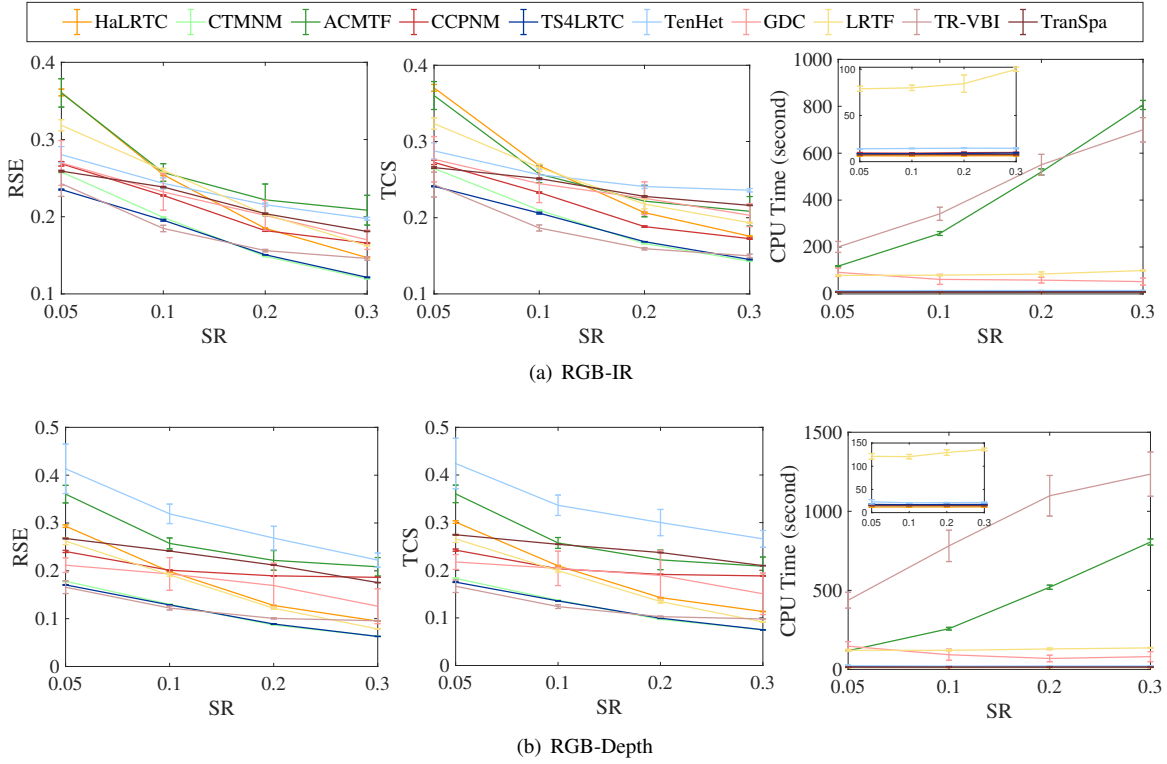 HaLRTC CTMNM ACMTF CCPNM TS4LRTC TenHet GDC LRTF TR-VBI TranSpa
0.4
0.3
0.2
0.1
RSE
0.05 0.1 0.2 0.3
SR
0.4
0.3
0.2
0.1
TCS
0.05 0.1 0.2 0.3
SR
1000
800
600
400
200
0
CPU Time (second)
100
50
0
0.05 0.1 0.2 0.3
0.05 0.1 0.2 0.3
SR
(a) RGB-IR
0.5
0.4
0.3
0.2
0.1
0
RSE
0.05 0.1 0.2 0.3
SR
0.5
0.4
0.3
0.2
0.1
0
TCS
0.05 0.1 0.2 0.3
SR
1500
1000
500
0
CPU Time (second)
150
100
50
0
0.05 0.1 0.2 0.3
0.05 0.1 0.2 0.3
SR
(b) RGB-Depth